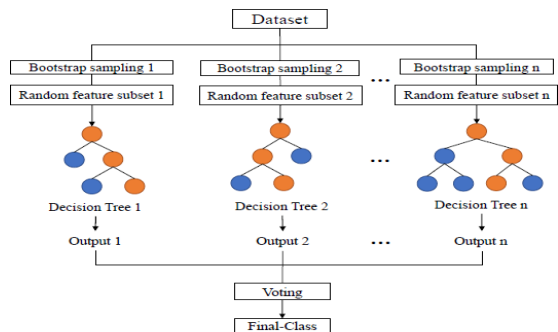 Dataset
Bootstrap sampling 1
Bootstrap sampling 2
...
Bootstrap sampling n
Random feature subset 1
Random feature subset 2
Random feature subset n
...
Decision Tree 1
Decision Tree 2
Decision Tree n
Output 1
Output 2
...
Output n
Voting
Final-Class